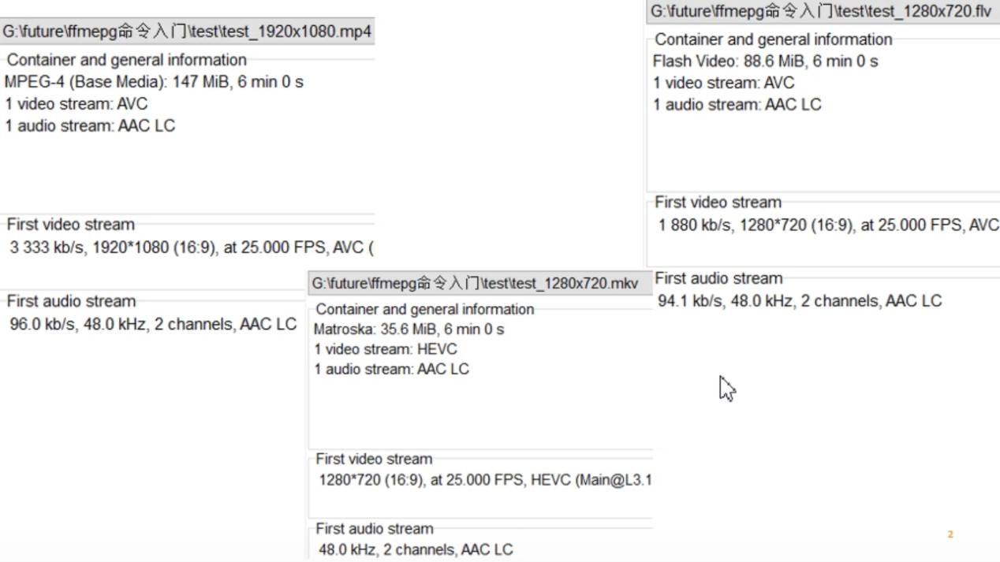 G:\future\ffmepg命令入门\test\test_1920x1080.mp4
Container and general information
MPEG-4 (Base Media): 147 MiB, 6 min 0 s
1 video stream: AVC
1 audio stream: AAC LC
First video stream
3 333 kb/s, 1920*1080 (16:9), at 25.000 FPS, AVC (
First audio stream
96.0 kb/s, 48.0 kHz, 2 channels, AAC LC
G:\future\ffmepg命令入门\test\test_1280x720.mkv
Container and general information
Matroska: 35.6 MiB, 6 min 0 s
1 video stream: HEVC
1 audio stream: AAC LC
First video stream
1280*720 (16:9), at 25.000 FPS, HEVC (Main@L3.1
First audio stream
48.0 kHz, 2 channels, AAC LC
G:\future\ffmepg命令入门\test\test_1280x720.flv
Container and general information
Flash Video: 88.6 MiB, 6 min 0 s
1 video stream: AVC
1 audio stream: AAC LC
First video stream
1 880 kb/s, 1280*720 (16:9), at 25.000 FPS, AVC
First audio stream
94.1 kb/s, 48.0 kHz, 2 channels, AAC LC
2